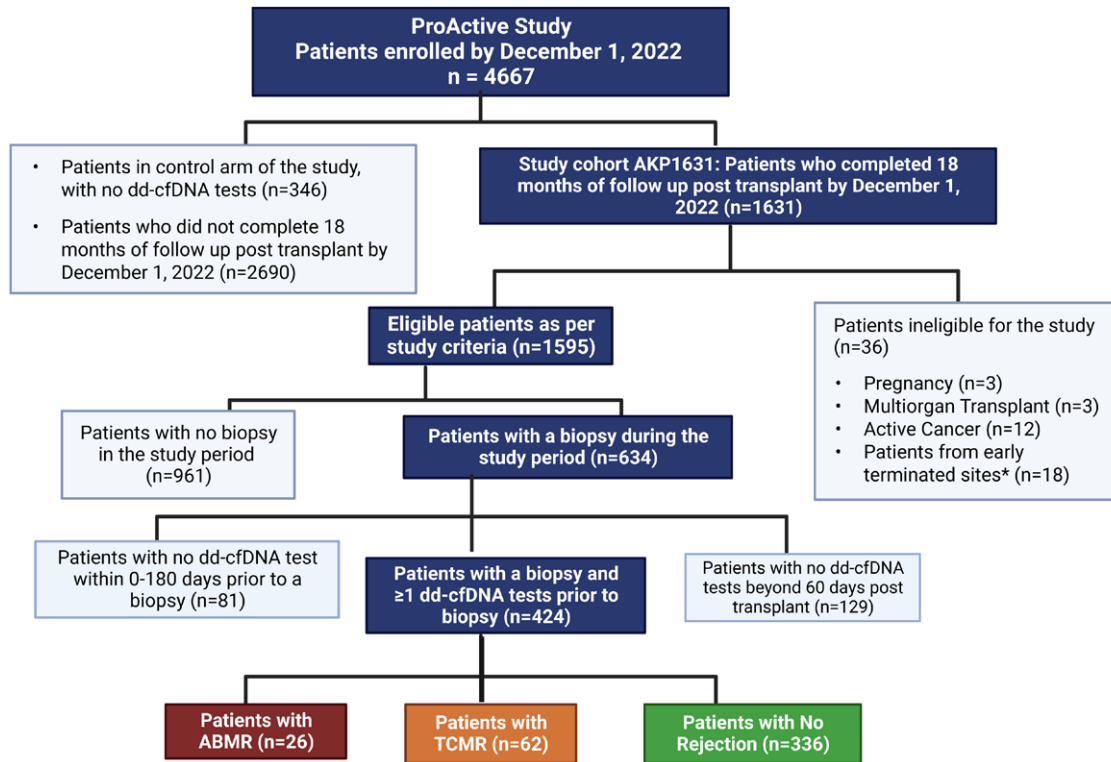 ProActive Study
Patients enrolled by December 1, 2022
n = 4667
• Patients in control arm of the study,
with no dd-cfDNA tests (n=346)
• Patients who did not complete 18
months of follow up post transplant by
December 1, 2022 (n=2690)
Study cohort AKP1631: Patients who completed 18
months of follow up post transplant by December 1,
2022 (n=1631)
Eligible patients as per
study criteria (n=1595)
Patients ineligible for the study
(n=36)
• Pregnancy (n=3)
• Multiorgan Transplant (n=3)
• Active Cancer (n=12)
• Patients from early
terminated sites* (n=18)
Patients with no biopsy
in the study period
(n=961)
Patients with a biopsy during the
study period (n=634)
Patients with no dd-cfDNA test
within 0-180 days prior to a
biopsy (n=81)
Patients with a biopsy and
≥1 dd-cfDNA tests prior to
biopsy (n=424)
Patients with no dd-cfDNA
tests beyond 60 days post
transplant (n=129)
Patients with
ABMR (n=26)
Patients with
TCMR (n=62)
Patients with No
Rejection (n=336)